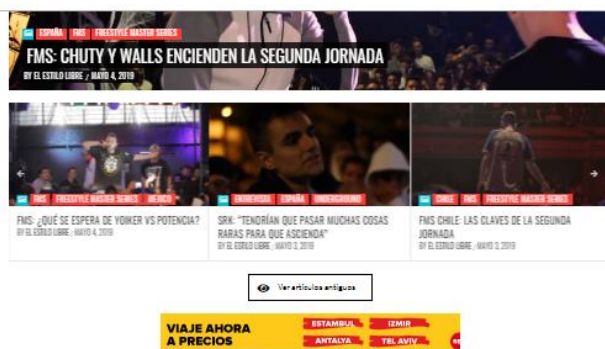 ESPAÑA FMS FREESTYLE MASTER SERIES
FMS: CHUTY Y WALLS ENCIENDEN LA SEGUNDA JORNADA
BY EL ESTILO LIBRE / MAYO 4, 2019
FMS FREESTYLE MASTER SERIES MEXICO
FMS: ¿QUÉ SE ESPERA DE YOIKER VS POTENCIA?
BY EL ESTILO LIBRE / MAYO 4, 2019
ENTREVISTA ESPAÑA UNDERGROUND
SRK: "TENDRÍAN QUE PASAR MUCHAS COSAS
RARAS PARA QUE ASCIENDA"
BY EL ESTILO LIBRE / MAYO 3, 2019
CHILE FMS FREESTYLE MASTER SERIES
FMS CHILE: LAS CLAVES DE LA SEGUNDA
JORNADA
BY EL ESTILO LIBRE / MAYO 3, 2019
Ver artículos antiguos
VIAJE AHORA
A PRECIOS
ESTAMBUL IZMIR
ANTALYA TEL AVIV